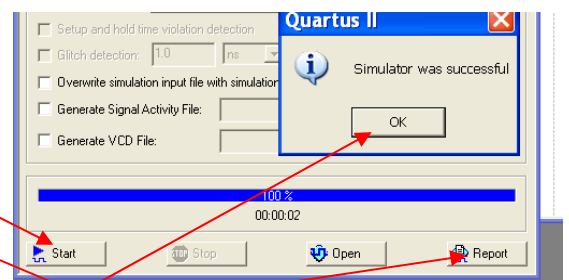 Setup and hold time violation detection
Glitch detection: 1.0 ns
Overwrite simulation input file with simulation
Generate Signal Activity File:
Generate VCD File:
Quartus II
Simulator was successful
OK
100 %
00:00:02
Start
STOP Stop
Open
Report